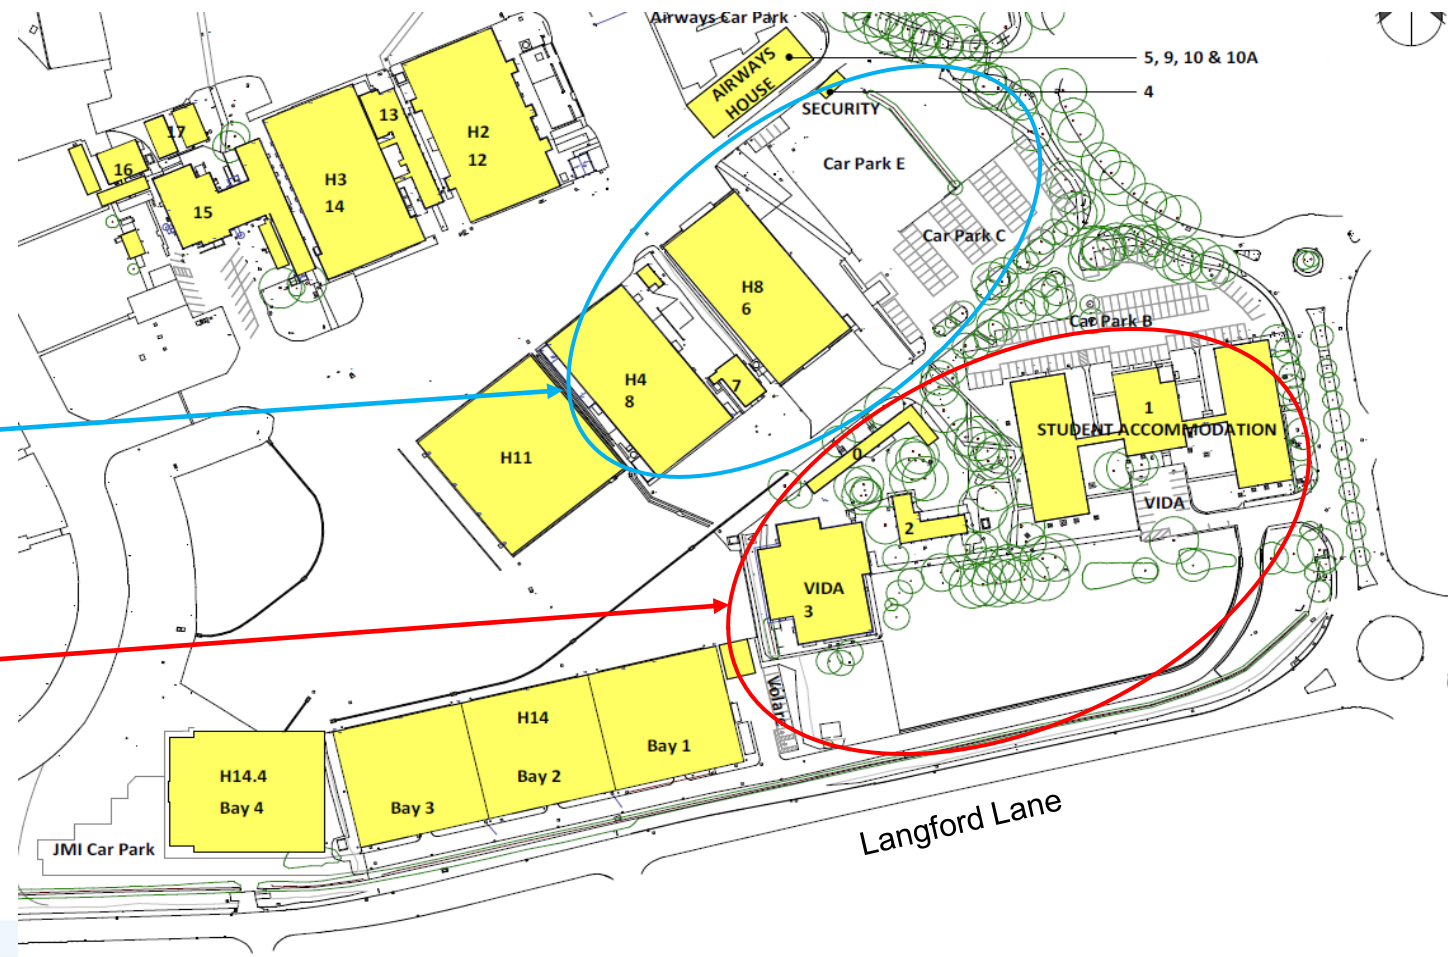 Airways Car Park
5, 9, 10 & 10A
4
AIRWAYS
HOUSE
SECURITY
13
H2
12
17
16
15
H3
14
Car Park E
Car Park C
H8
6
Car Park B
H4
8
7
H11
0
1
STUDENT ACCOMMODATION
VIDA
2
VIDA
3
Volar
H14
Bay 1
Bay 2
Bay 3
H14.4
Bay 4
JMI Car Park
Langford Lane